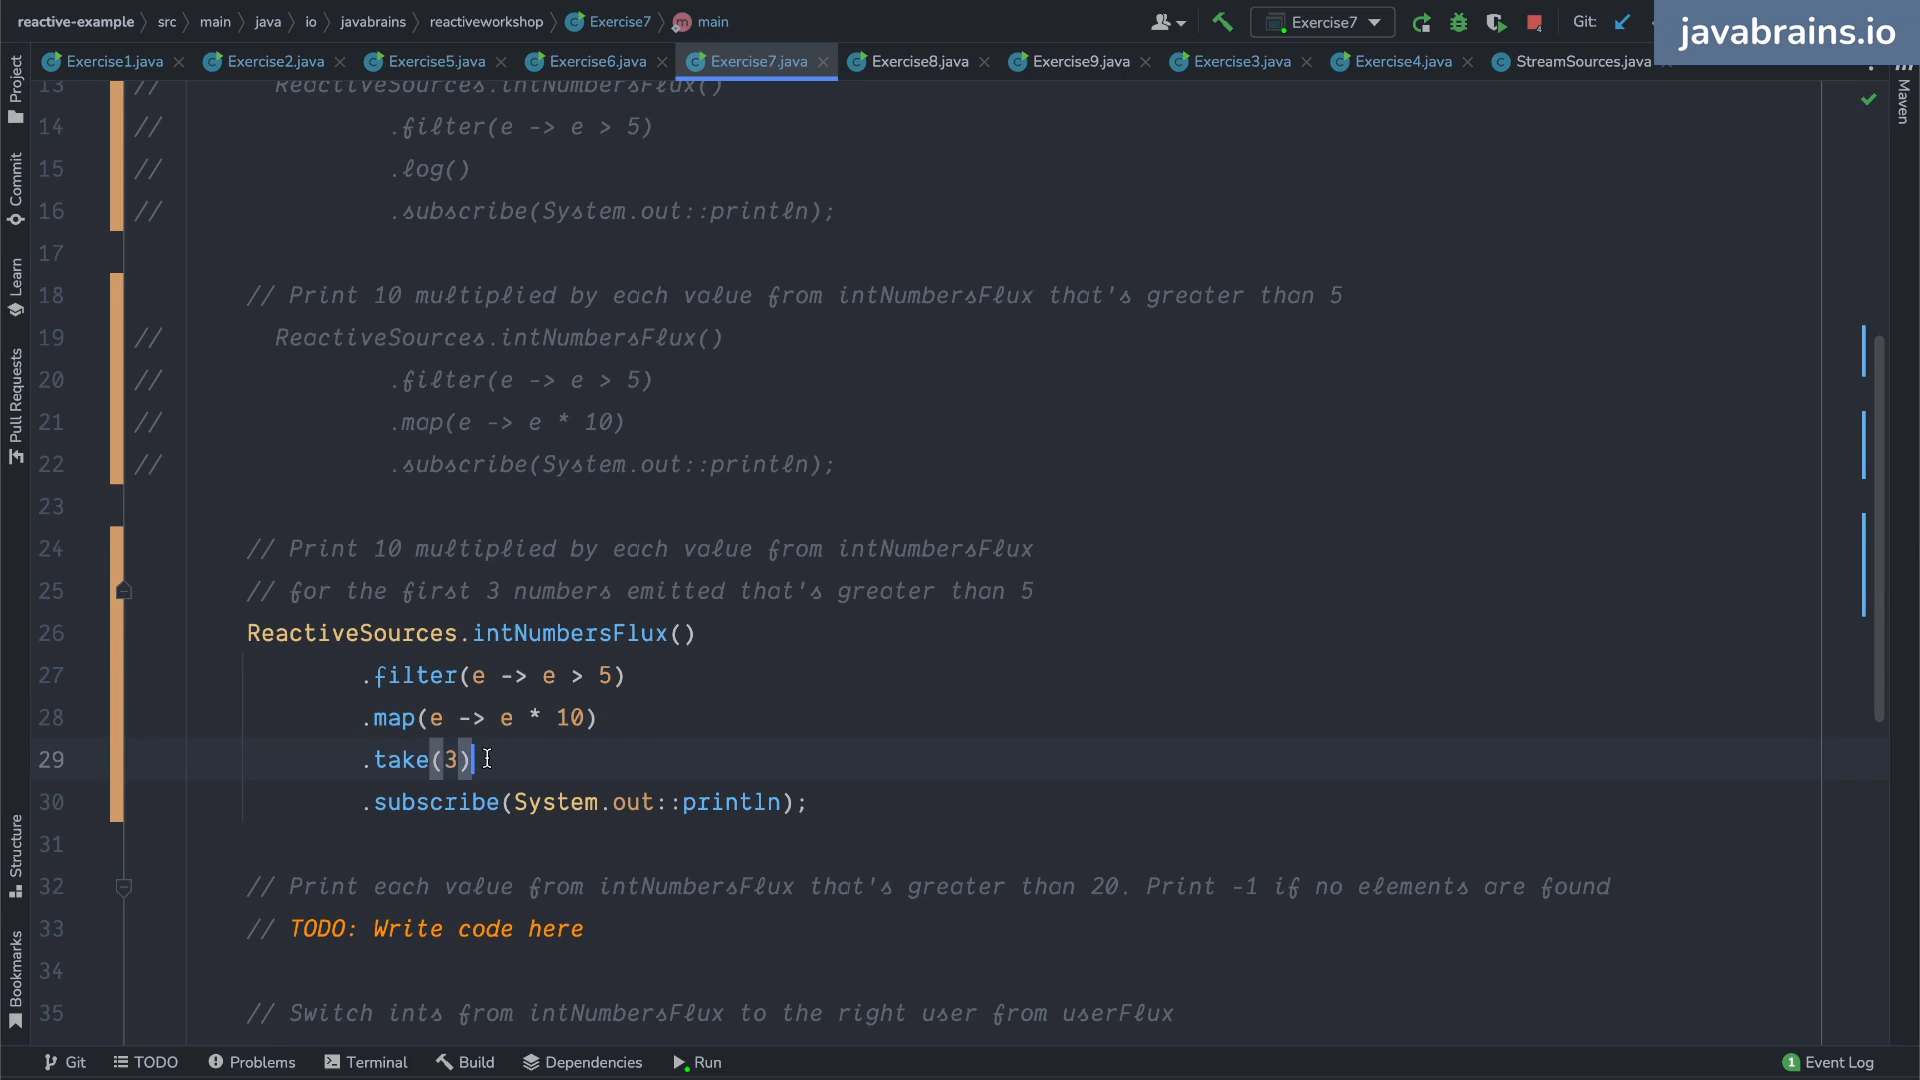 reactive-example src main java io javabrains reactiveworkshop Exercise7 main Exercise7 Git: javabrains.io
Exercise1.java Exercise2.java Exercise5.java Exercise6.java Exercise7.java Exercise8.java Exercise9.java Exercise3.java Exercise4.java StreamSources.java
Project
Commit
Learn
Pull Requests
Structure
Bookmarks
Maven
13 // ReactiveSources.intNumbersFlux()
14 // .filter(e -> e > 5)
15 // .log()
16 // .subscribe(System.out::println);
17
18 // Print 10 multiplied by each value from intNumbersFlux that's greater than 5
19 // ReactiveSources.intNumbersFlux()
20 // .filter(e -> e > 5)
21 // .map(e -> e * 10)
22 // .subscribe(System.out::println);
23
24 // Print 10 multiplied by each value from intNumbersFlux
25 // for the first 3 numbers emitted that's greater than 5
26 ReactiveSources.intNumbersFlux()
27 .filter(e -> e > 5)
28 .map(e -> e * 10)
29 .take(3)
30 .subscribe(System.out::println);
31
32 // Print each value from intNumbersFlux that's greater than 20. Print -1 if no elements are found
33 // TODO: Write code here
34
35 // Switch ints from intNumbersFlux to the right user from userFlux
Git TODO Problems Terminal Build Dependencies Run 1 Event Log